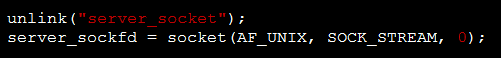 unlink("server_socket");
server_sockfd = socket(AF_UNIX, SOCK_STREAM, 0);